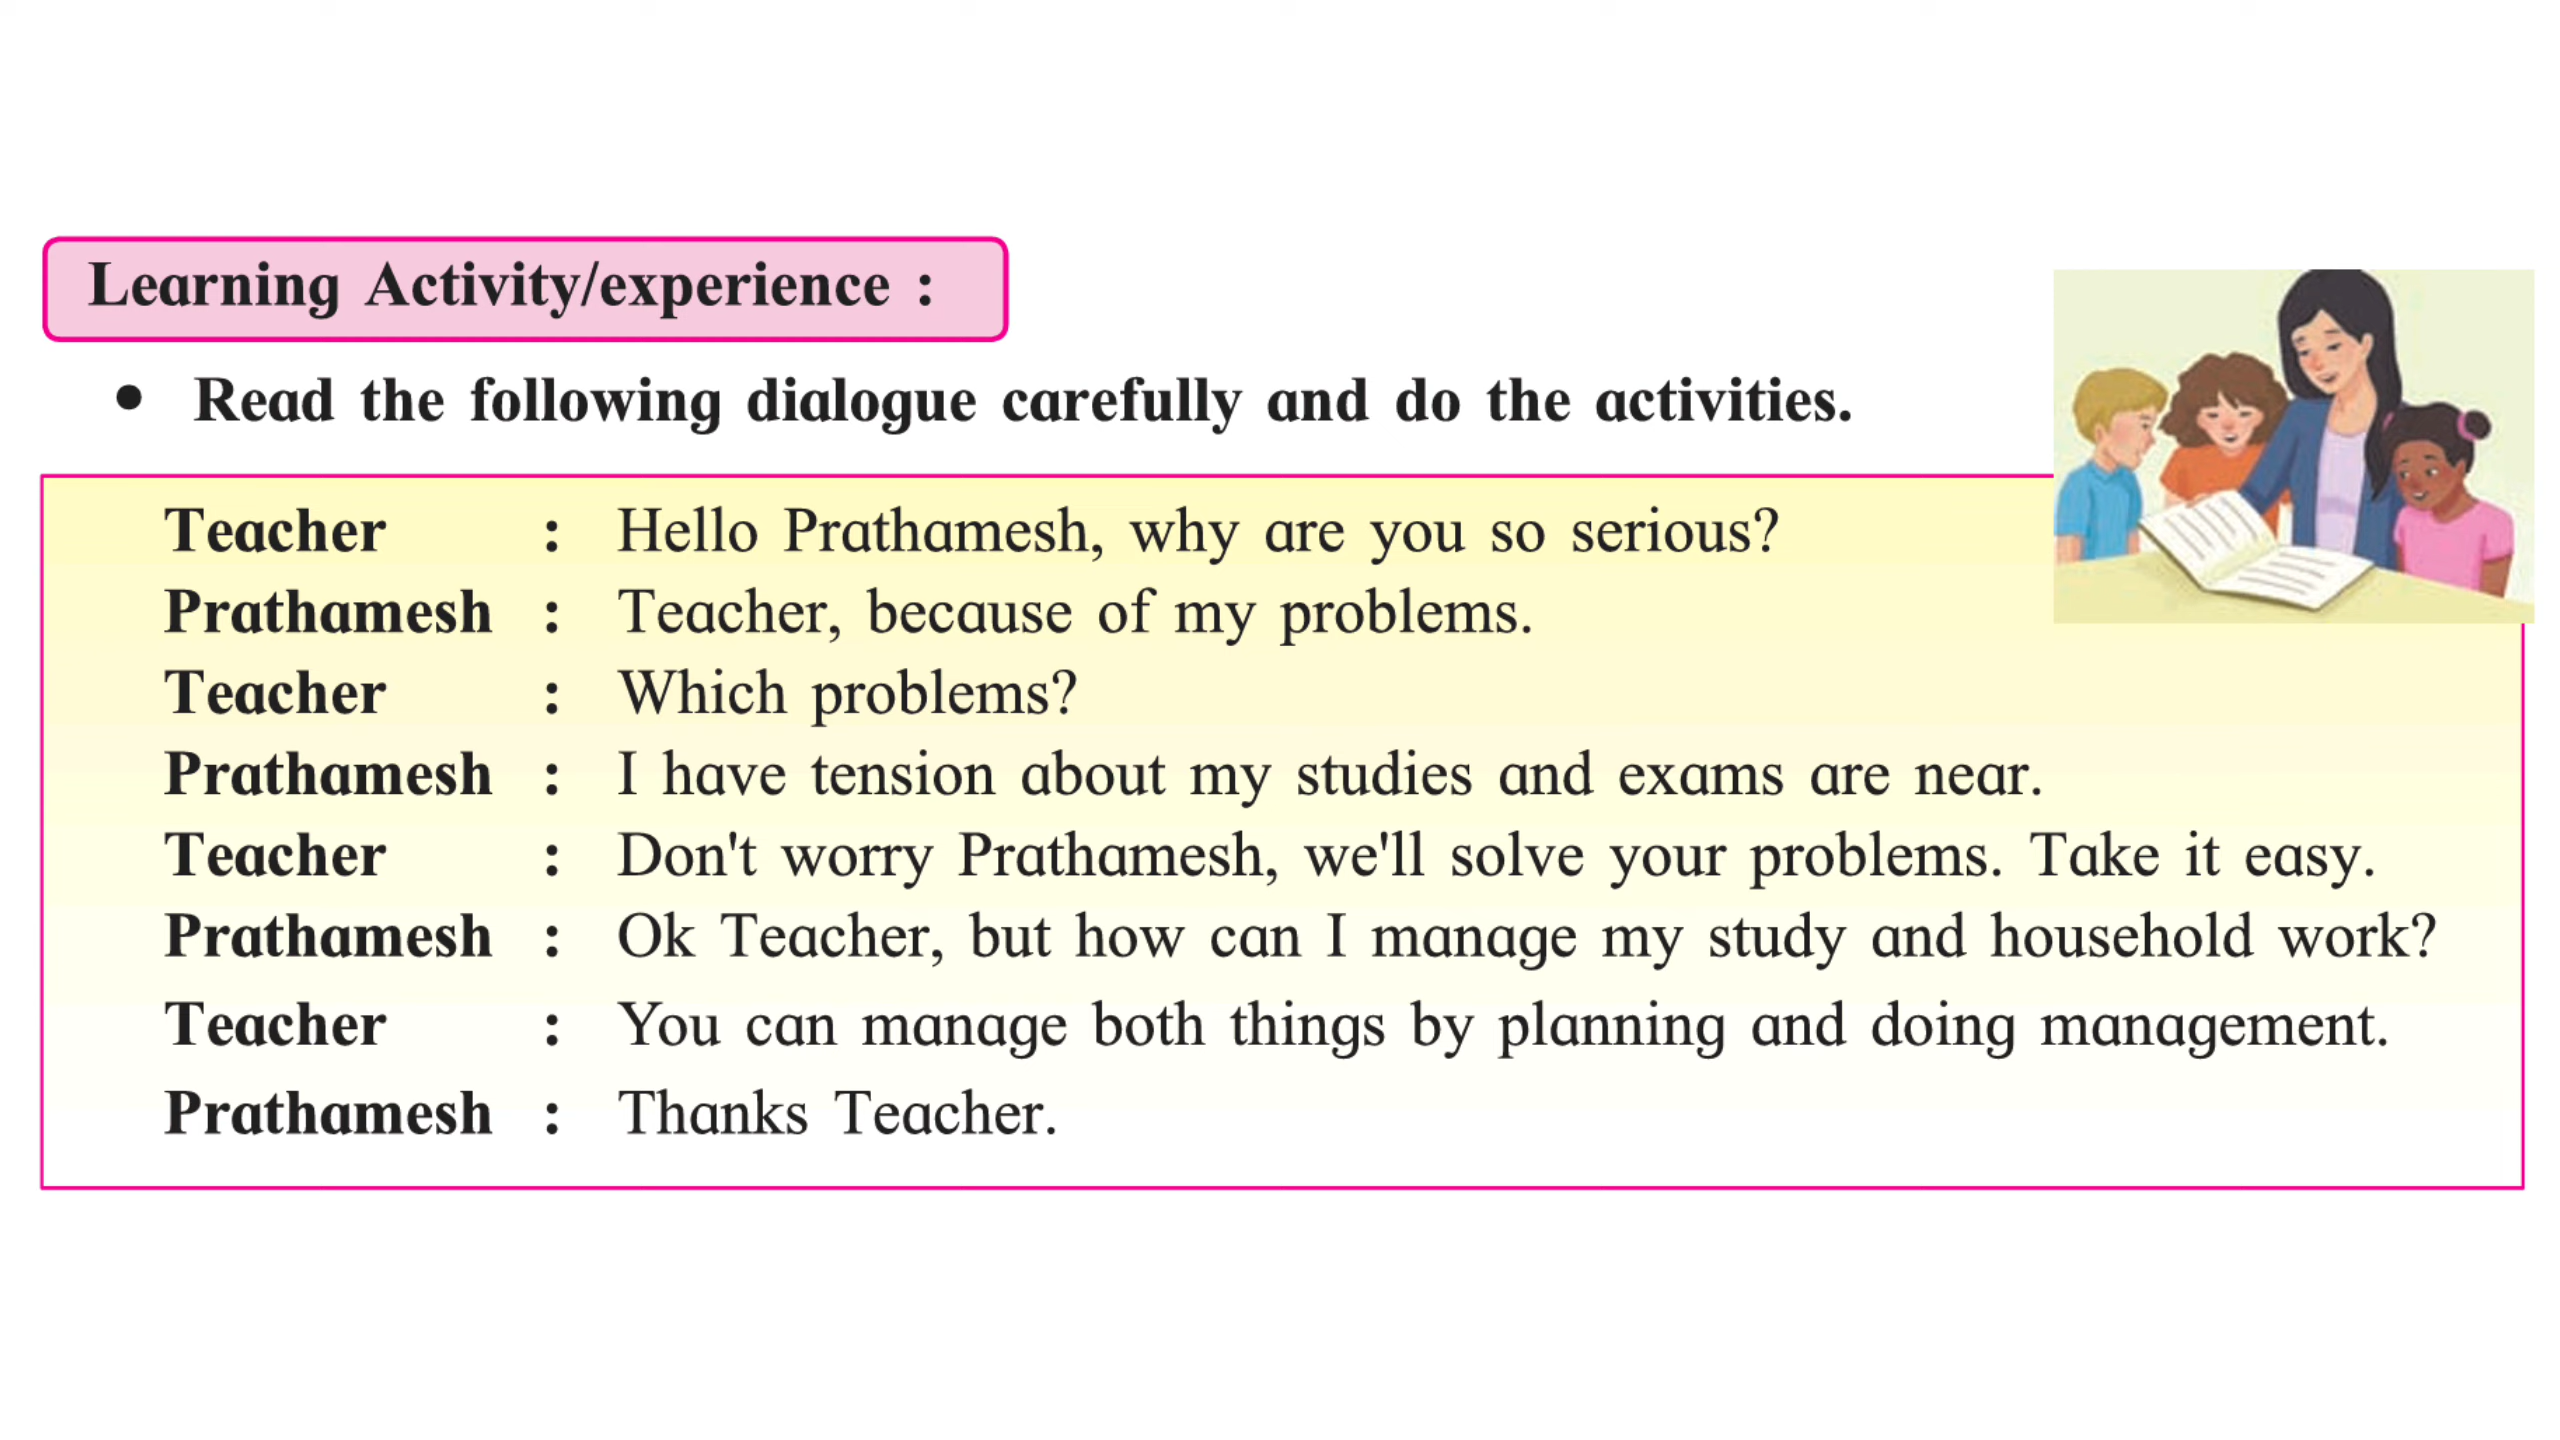 Learning Activity/experience :
• Read the following dialogue carefully and do the activities.
Teacher : Hello Prathamesh, why are you so serious?
Prathamesh : Teacher, because of my problems.
Teacher : Which problems?
Prathamesh : I have tension about my studies and exams are near.
Teacher : Don't worry Prathamesh, we'll solve your problems. Take it easy.
Prathamesh : Ok Teacher, but how can I manage my study and household work?
Teacher : You can manage both things by planning and doing management.
Prathamesh : Thanks Teacher.